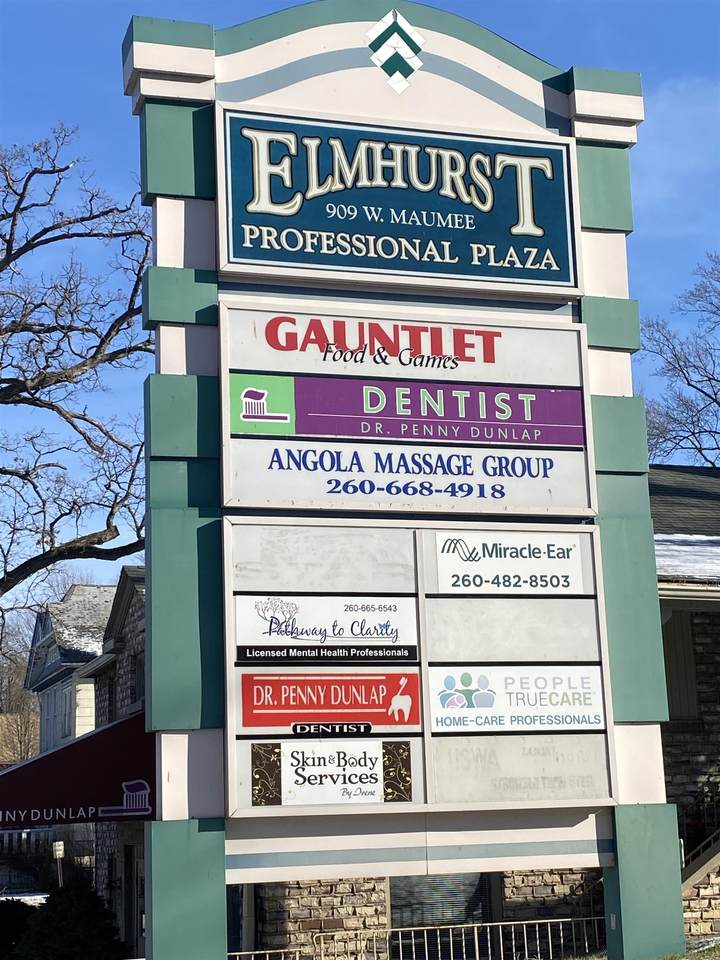 ELMHURST
909 W. MAUMEE
PROFESSIONAL PLAZA
GAUNTLET
Food & Games
DENTIST
DR. PENNY DUNLAP
ANGOLA MASSAGE GROUP
260-668-4918
Miracle-Ear®
260-482-8503
260-665-6543
Pathway to Clarity
Licensed Mental Health Professionals
DR. PENNY DUNLAP
DENTIST
PEOPLE
TRUECARE
HOME-CARE PROFESSIONALS
Skin & Body
Services
By Irene
NNY DUNLAP